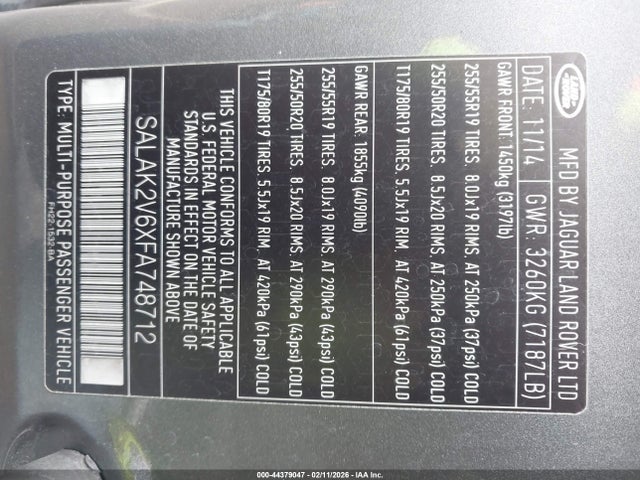 LAND ROVER
MFD BY JAGUAR LAND ROVER LTD
DATE: 11/14 GWR: 3260KG (7187LB)
GAWR FRONT: 1450kg (3197lb)
255/55R19 TIRES. 8.0Jx19 RIMS. AT 250kPa (37psi) COLD
255/50R20 TIRES. 8.5Jx20 RIMS. AT 250kPa (37psi) COLD
T175/80R19 TIRES. 5.5Jx19 RIM. AT 420kPa (61psi) COLD
GAWR REAR: 1855kg (4090lb)
255/55R19 TIRES. 8.0Jx19 RIMS. AT 290kPa (43psi) COLD
255/50R20 TIRES. 8.5Jx20 RIMS. AT 290kPa (43psi) COLD
T175/80R19 TIRES. 5.5Jx19 RIM. AT 420kPa (61psi) COLD
THIS VEHICLE CONFORMS TO ALL APPLICABLE
U.S. FEDERAL MOTOR VEHICLE SAFETY
STANDARDS IN EFFECT ON THE DATE OF
MANUFACTURE SHOWN ABOVE
SALAK2V6XFA748712
TYPE: MULTI-PURPOSE PASSENGER VEHICLE
FH22-1532-BA
000-44379047 - 02/11/2026 - IAA Inc.